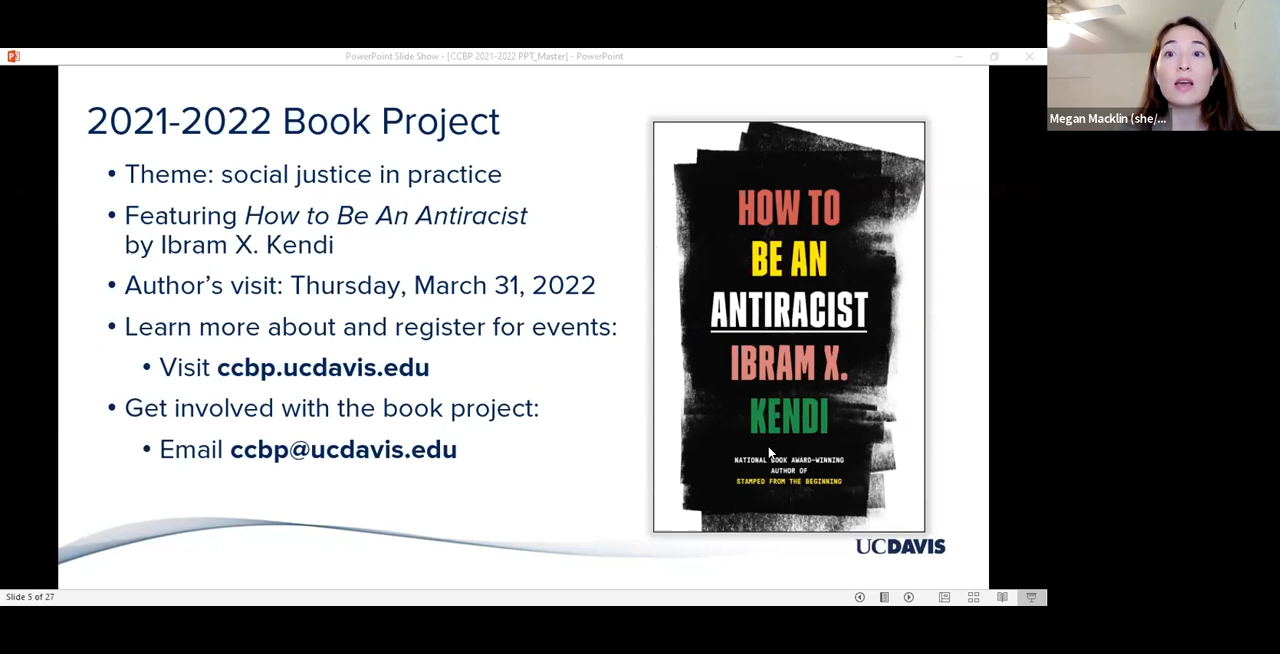 PowerPoint Slide Show - [CCBP 2021-2022 PPT_Master] - PowerPoint
Megan Macklin (she/...
2021-2022 Book Project
• Theme: social justice in practice
• Featuring How to Be An Antiracist
by Ibram X. Kendi
• Author's visit: Thursday, March 31, 2022
• Learn more about and register for events:
• Visit ccbp.ucdavis.edu
• Get involved with the book project:
• Email ccbp@ucdavis.edu
HOW TO
BE AN
ANTIRACIST
IBRAM X.
KENDI
NATIONAL BOOK AWARD-WINNING
AUTHOR OF
STAMPED FROM THE BEGINNING
UCDAVIS
Slide 5 of 27